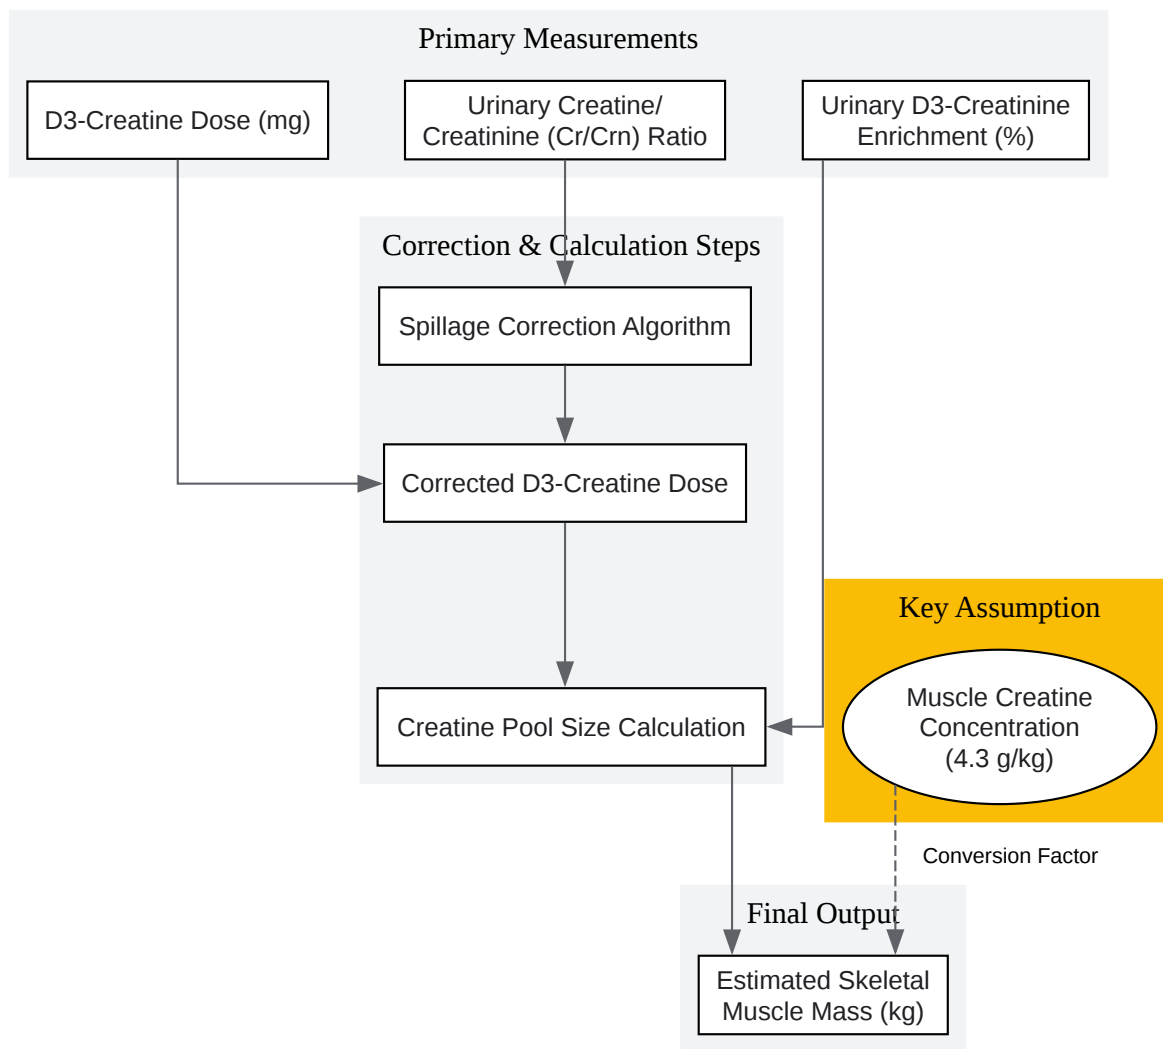 Primary Measurements
D3-Creatine Dose (mg)
Urinary Creatine/
Creatinine (Cr/Crn) Ratio
Urinary D3-Creatinine
Enrichment (%)
Correction & Calculation Steps
Spillage Correction Algorithm
Corrected D3-Creatine Dose
Creatine Pool Size Calculation
Key Assumption
Muscle Creatine
Concentration
(4.3 g/kg)
Conversion Factor
Final Output
Estimated Skeletal
Muscle Mass (kg)